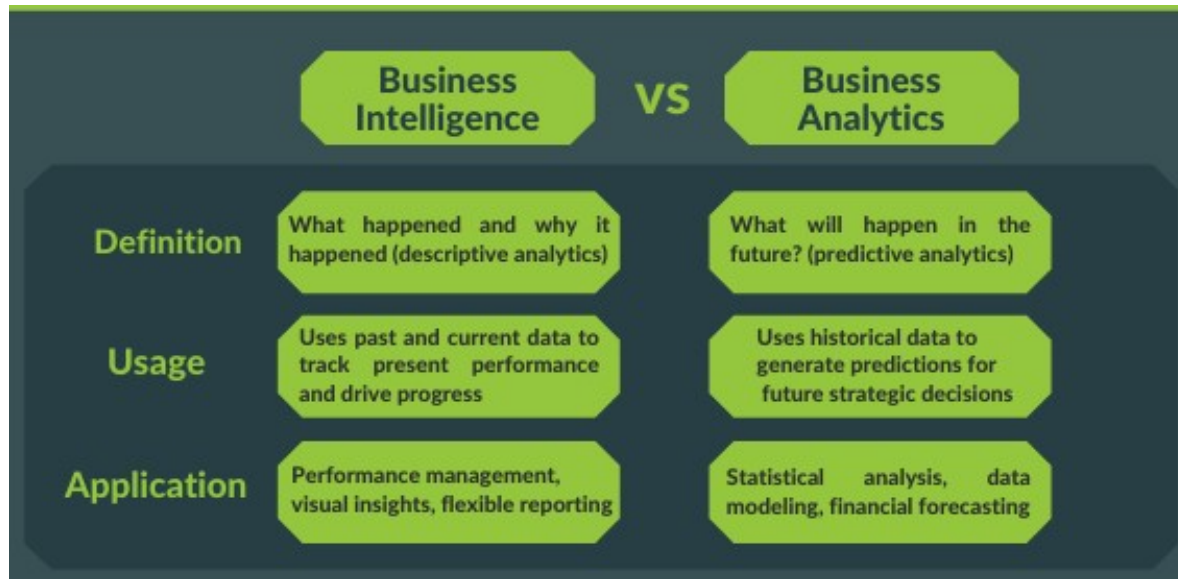 Business
Intelligence
VS
Business
Analytics
Definition
What happened and why it
happened (descriptive analytics)
What will happen in the
future? (predictive analytics)
Usage
Uses past and current data to
track present performance
and drive progress
Uses historical data to
generate predictions for
future strategic decisions
Application
Performance management,
visual insights, flexible reporting
Statistical analysis, data
modeling, financial forecasting